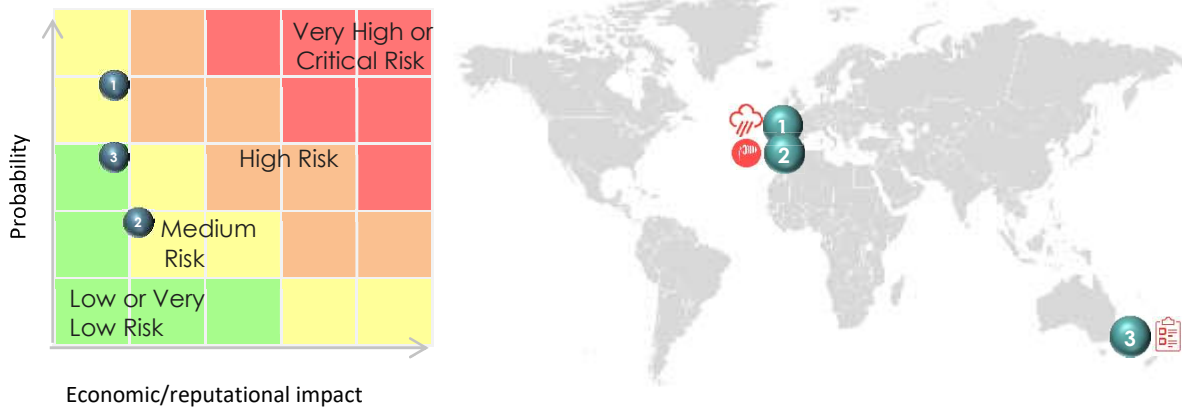 Very High or
Critical Risk
1
3
High Risk
2
Medium
Risk
Low or Very
Low Risk
Probability
Economic/reputational impact
1
2
3